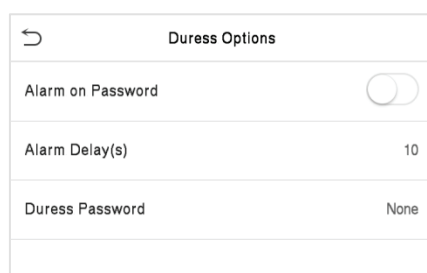 Duress Options
Alarm on Password
Alarm Delay(s) 10
Duress Password None